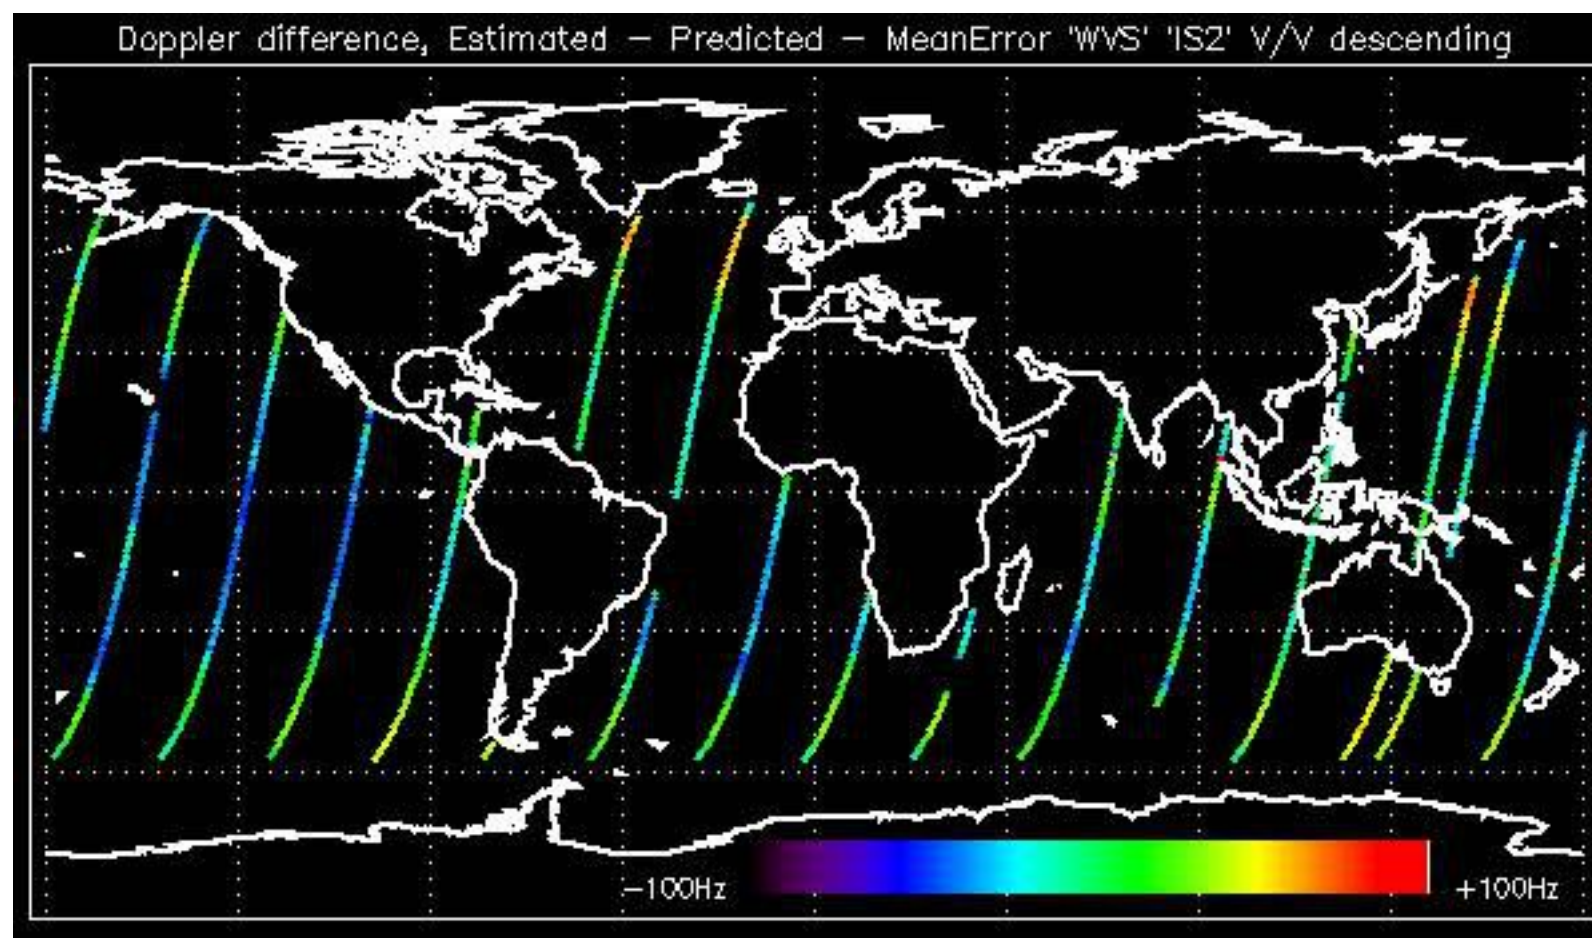 Doppler difference, Estimated – Predicted – MeanError 'WVS' 'IS2' V/V descending
–100Hz
+100Hz